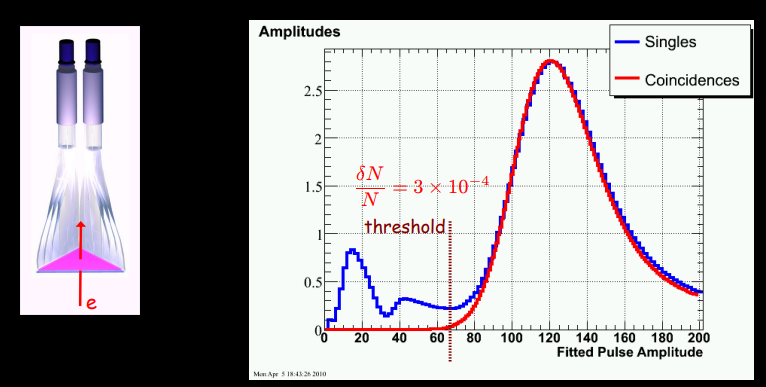 e
Amplitudes
Singles
Coincidences
2.5
2
1.5
1
0.5
0
δN/N = 3 × 10⁻⁴
threshold
0 20 40 60 80 100 120 140 160 180 200
Fitted Pulse Amplitude
Mon Apr 5 18:43:26 2010